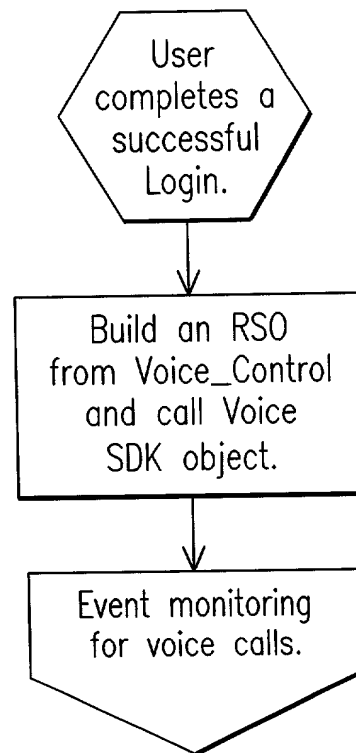 User
completes a
successful
Login.
Build an RSO
from Voice_Control
and call Voice
SDK object.
Event monitoring
for voice calls.